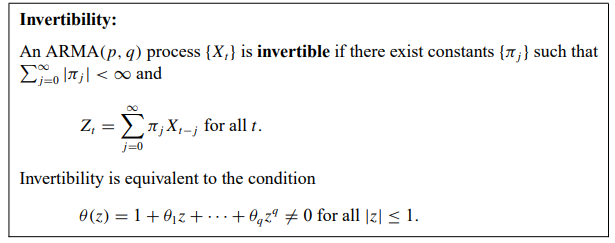 Invertibility:
An ARMA(p, q) process {X_t} is invertible if there exist constants {π_j} such that
∑_{j=0}^{∞} |π_j| < ∞ and
Z_t = ∑_{j=0}^{∞} π_j X_{t−j} for all t.
Invertibility is equivalent to the condition
θ(z) = 1 + θ_1 z + ··· + θ_q z^q ≠ 0 for all |z| ≤ 1.